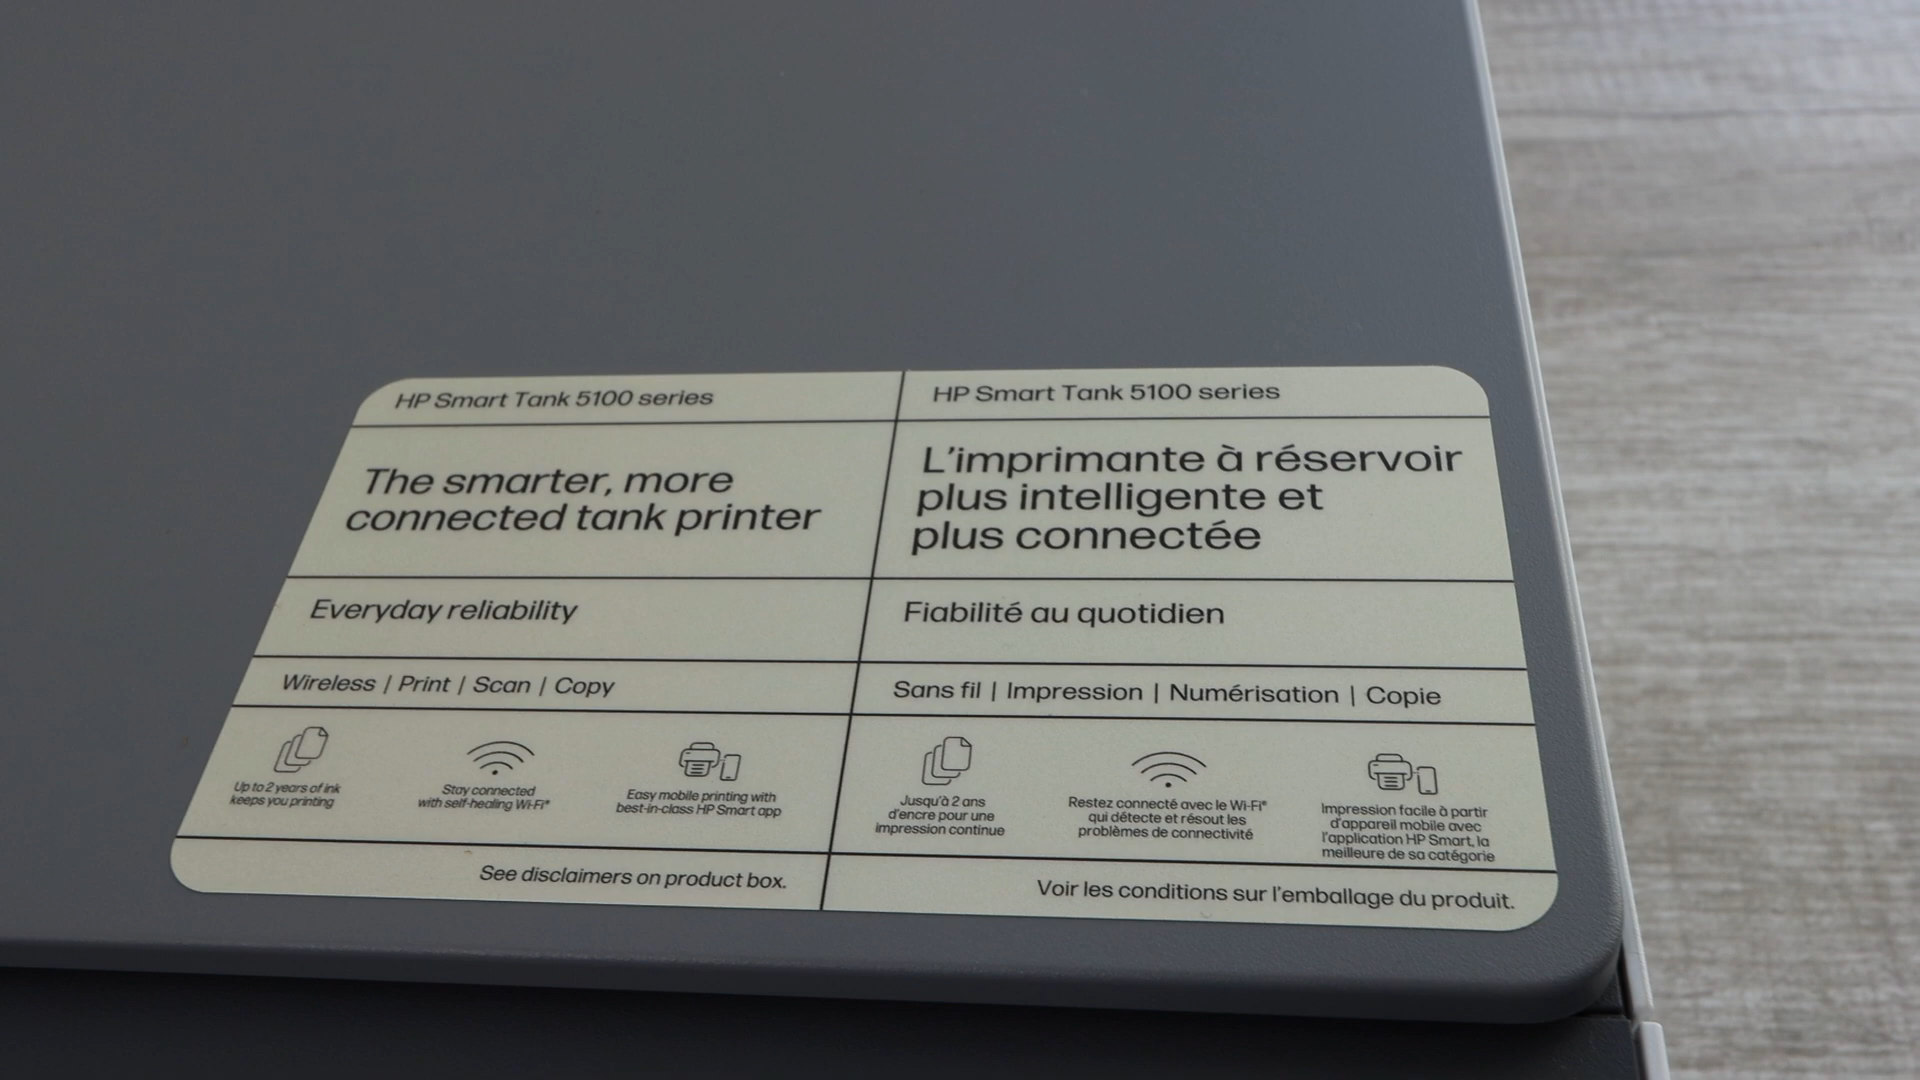 HP Smart Tank 5100 series
The smarter, more
connected tank printer
Everyday reliability
Wireless | Print | Scan | Copy
Up to 2 years of ink
keeps you printing
Stay connected
with self-healing Wi-Fi®
Easy mobile printing with
best-in-class HP Smart app
See disclaimers on product box.
HP Smart Tank 5100 series
L'imprimante à réservoir
plus intelligente et
plus connectée
Fiabilité au quotidien
Sans fil | Impression | Numérisation | Copie
Jusqu'à 2 ans
d'encre pour une
impression continue
Restez connecté avec le Wi-Fi®
qui détecte et résout les
problèmes de connectivité
Impression facile à partir
d'appareil mobile avec
l'application HP Smart, la
meilleure de sa catégorie
Voir les conditions sur l'emballage du produit.